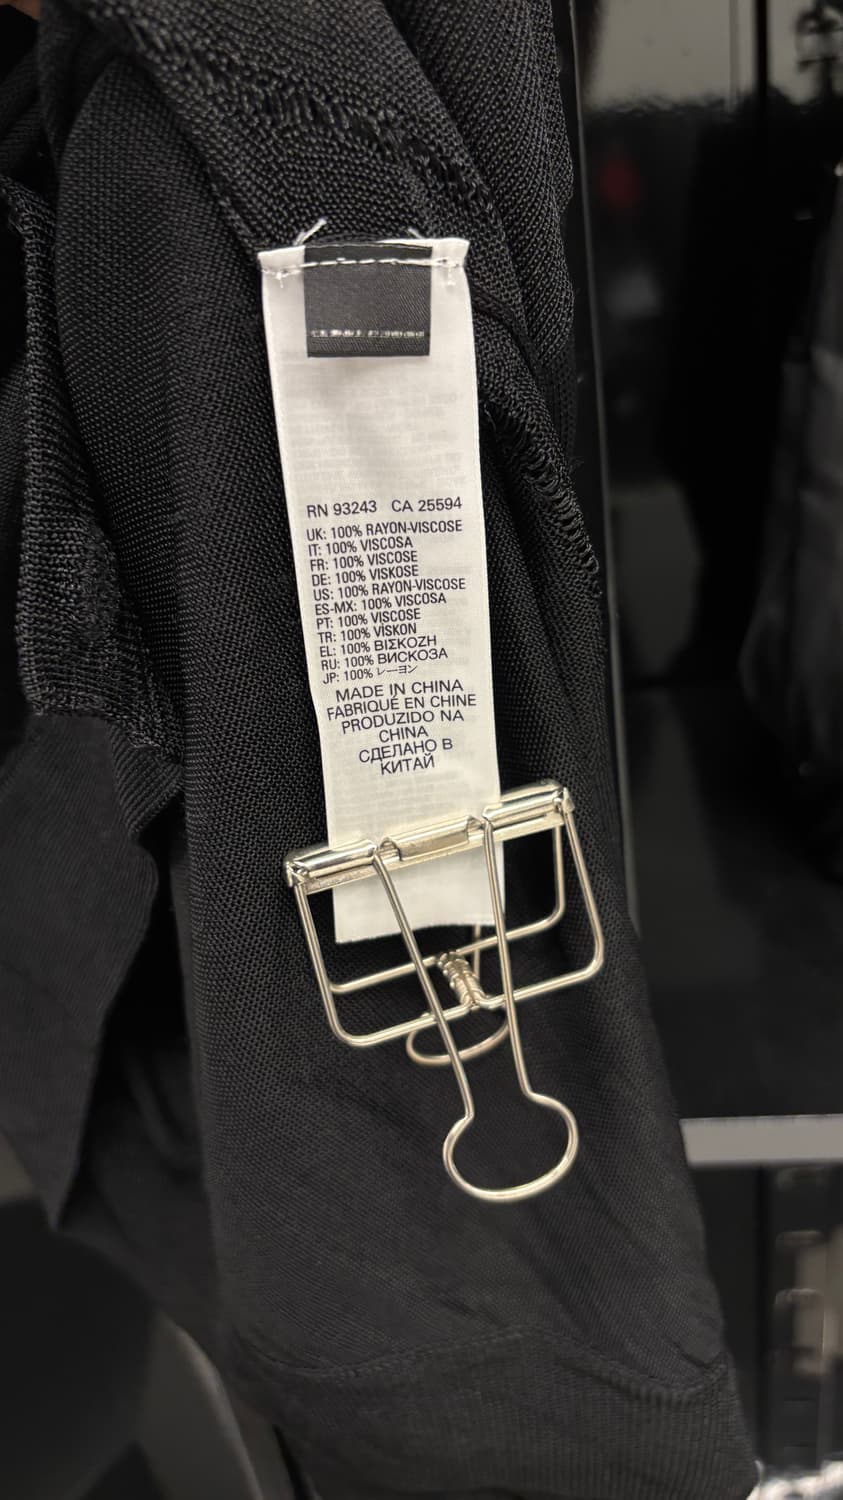 RN 93243 CA 25594
UK: 100% RAYON-VISCOSE
IT: 100% VISCOSA
FR: 100% VISCOSE
DE: 100% VISKOSE
US: 100% RAYON-VISCOSE
ES-MX: 100% VISCOSA
PT: 100% VISCOSE
TR: 100% VİSKON
EL: 100% ΒΙΣΚΟΖΗ
RU: 100% ВИСКОЗА
JP: 100% レーヨン
MADE IN CHINA
FABRIQUÉ EN CHINE
PRODUZIDO NA
CHINA
СДЕЛАНО В
КИТАЙ